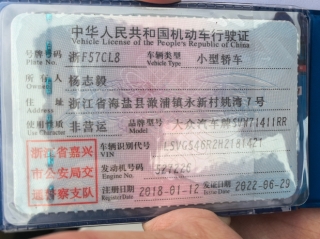 中华人民共和国机动车行驶证
Vehicle License of the People's Republic of China
号牌号码 浙F57CL8 车辆类型 小型轿车
Plate No. Vehicle Type
所有人 杨志毅
Owner
住址 浙江省海盐县澉浦镇永新村姚湾7号
Address
使用性质 非营运 品牌型号 大众汽车牌SVW71411RR
Use Character
浙江省嘉兴 车辆识别代号
VIN
市公安局交 发动机号码
Engine No.
通警察支队 注册日期 2018-01-12 发证日期 2022-06-29
Register Date Issue Date